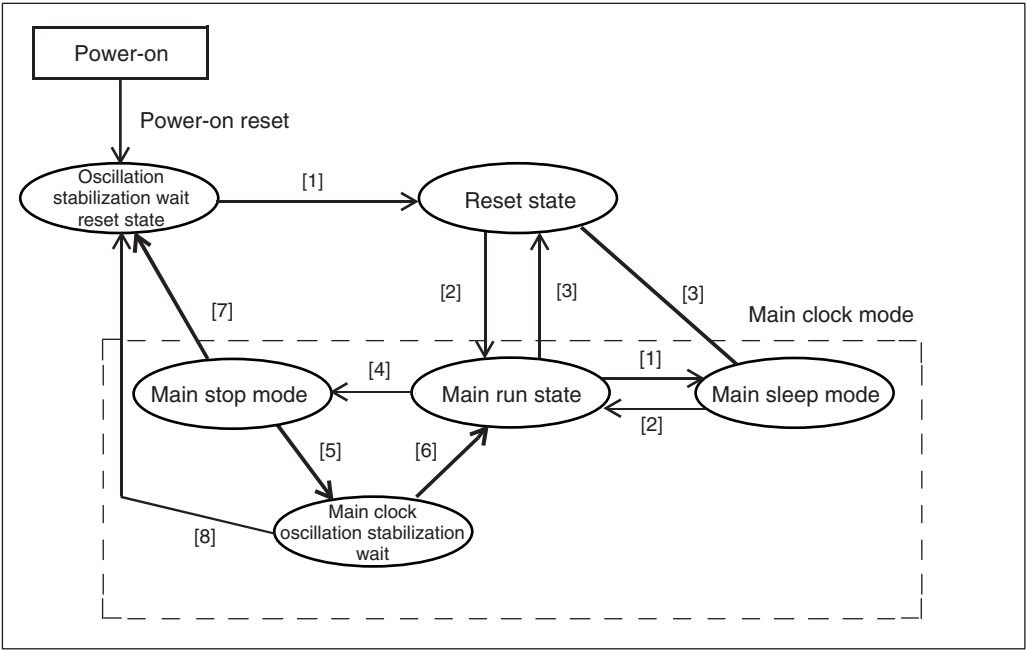 Power-on
Power-on reset
Oscillation
stabilization wait
reset state
[1]
Reset state
[2]
[3]
[3]
[7]
Main clock mode
Main stop mode
[4]
Main run state
[1]
[2]
Main sleep mode
[5]
[6]
Main clock
oscillation stabilization
wait
[8]